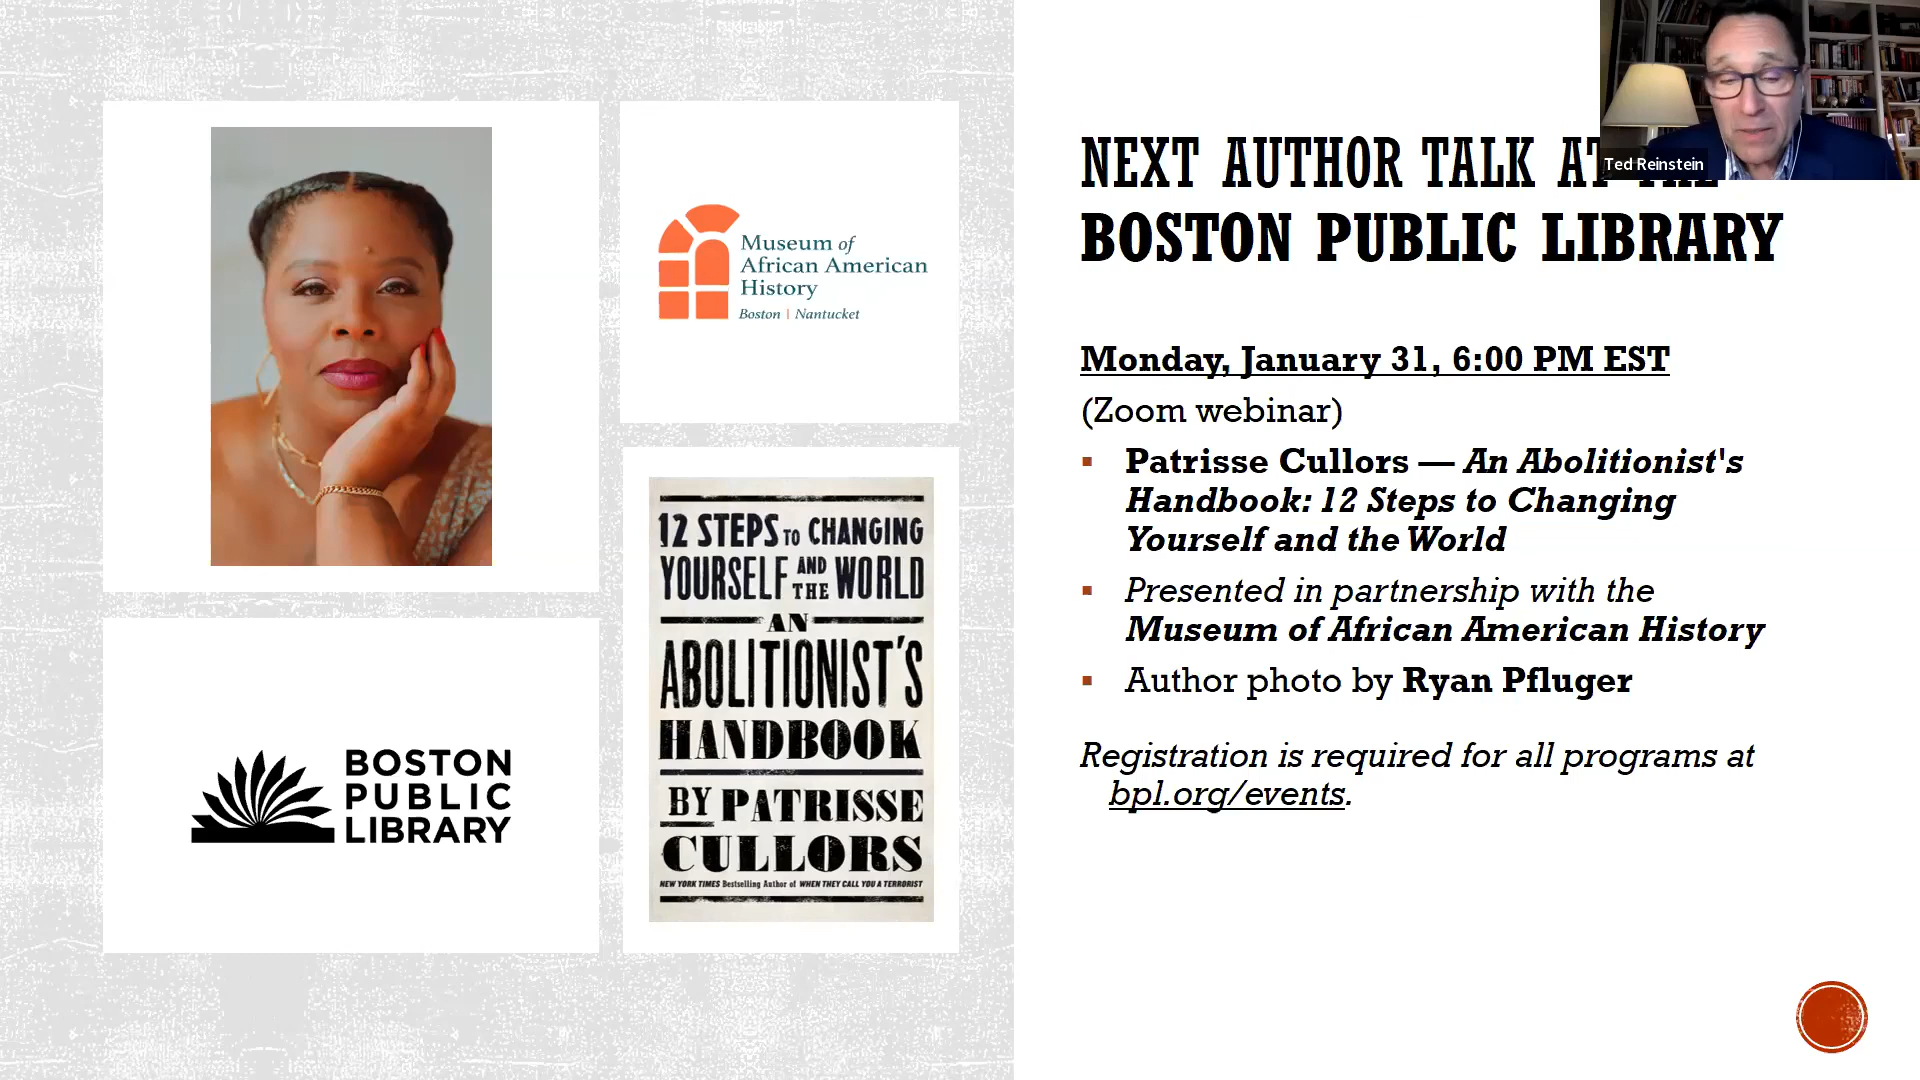 Museum of
African American
History
Boston | Nantucket
12 STEPS TO CHANGING
YOURSELF AND THE WORLD
AN
ABOLITIONIST'S
HANDBOOK
BY PATRISSE
CULLORS
NEW YORK TIMES Bestselling Author of WHEN THEY CALL YOU A TERRORIST
BOSTON
PUBLIC
LIBRARY
NEXT AUTHOR TALK AT THE
BOSTON PUBLIC LIBRARY
Ted Reinstein
Monday, January 31, 6:00 PM EST
(Zoom webinar)
▪ Patrisse Cullors — An Abolitionist's
Handbook: 12 Steps to Changing
Yourself and the World
▪ Presented in partnership with the
Museum of African American History
▪ Author photo by Ryan Pfluger
Registration is required for all programs at
bpl.org/events.